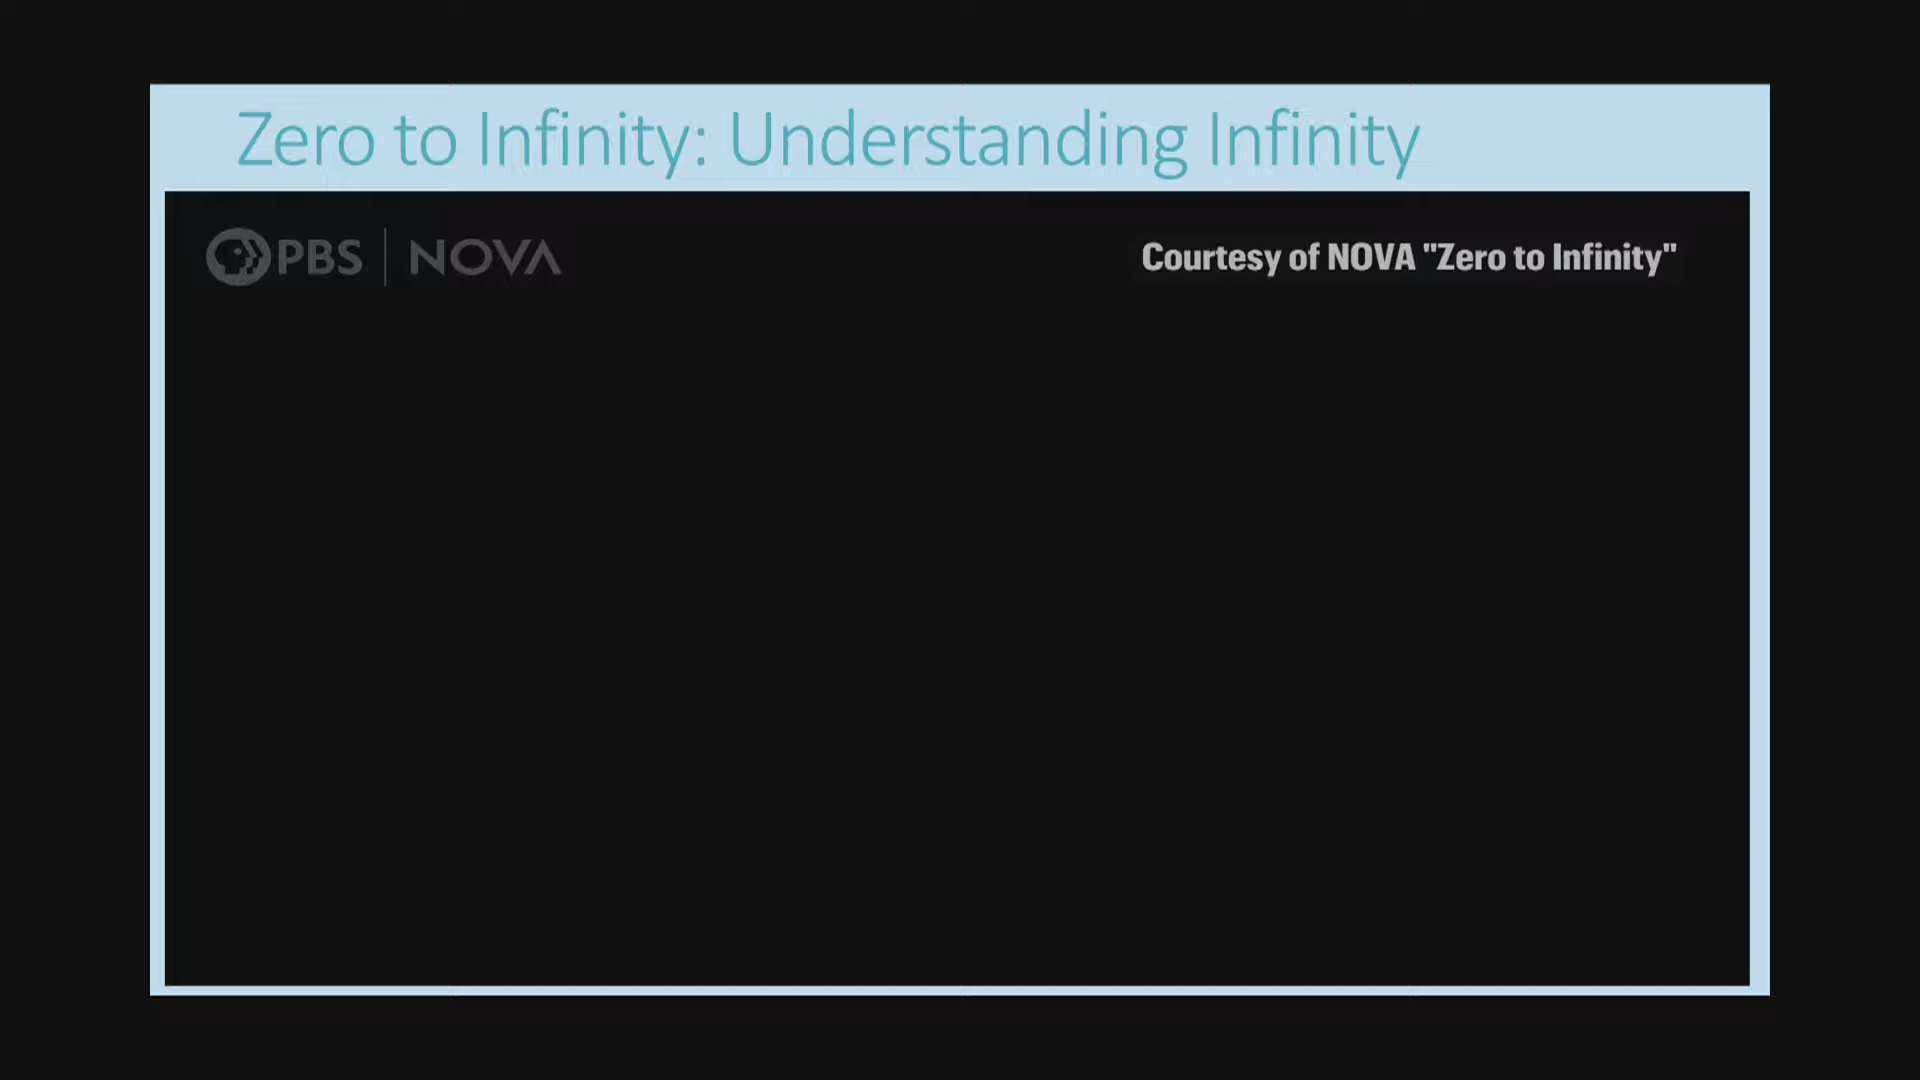 Zero to Infinity: Understanding Infinity
PBS NOVA
Courtesy of NOVA "Zero to Infinity"